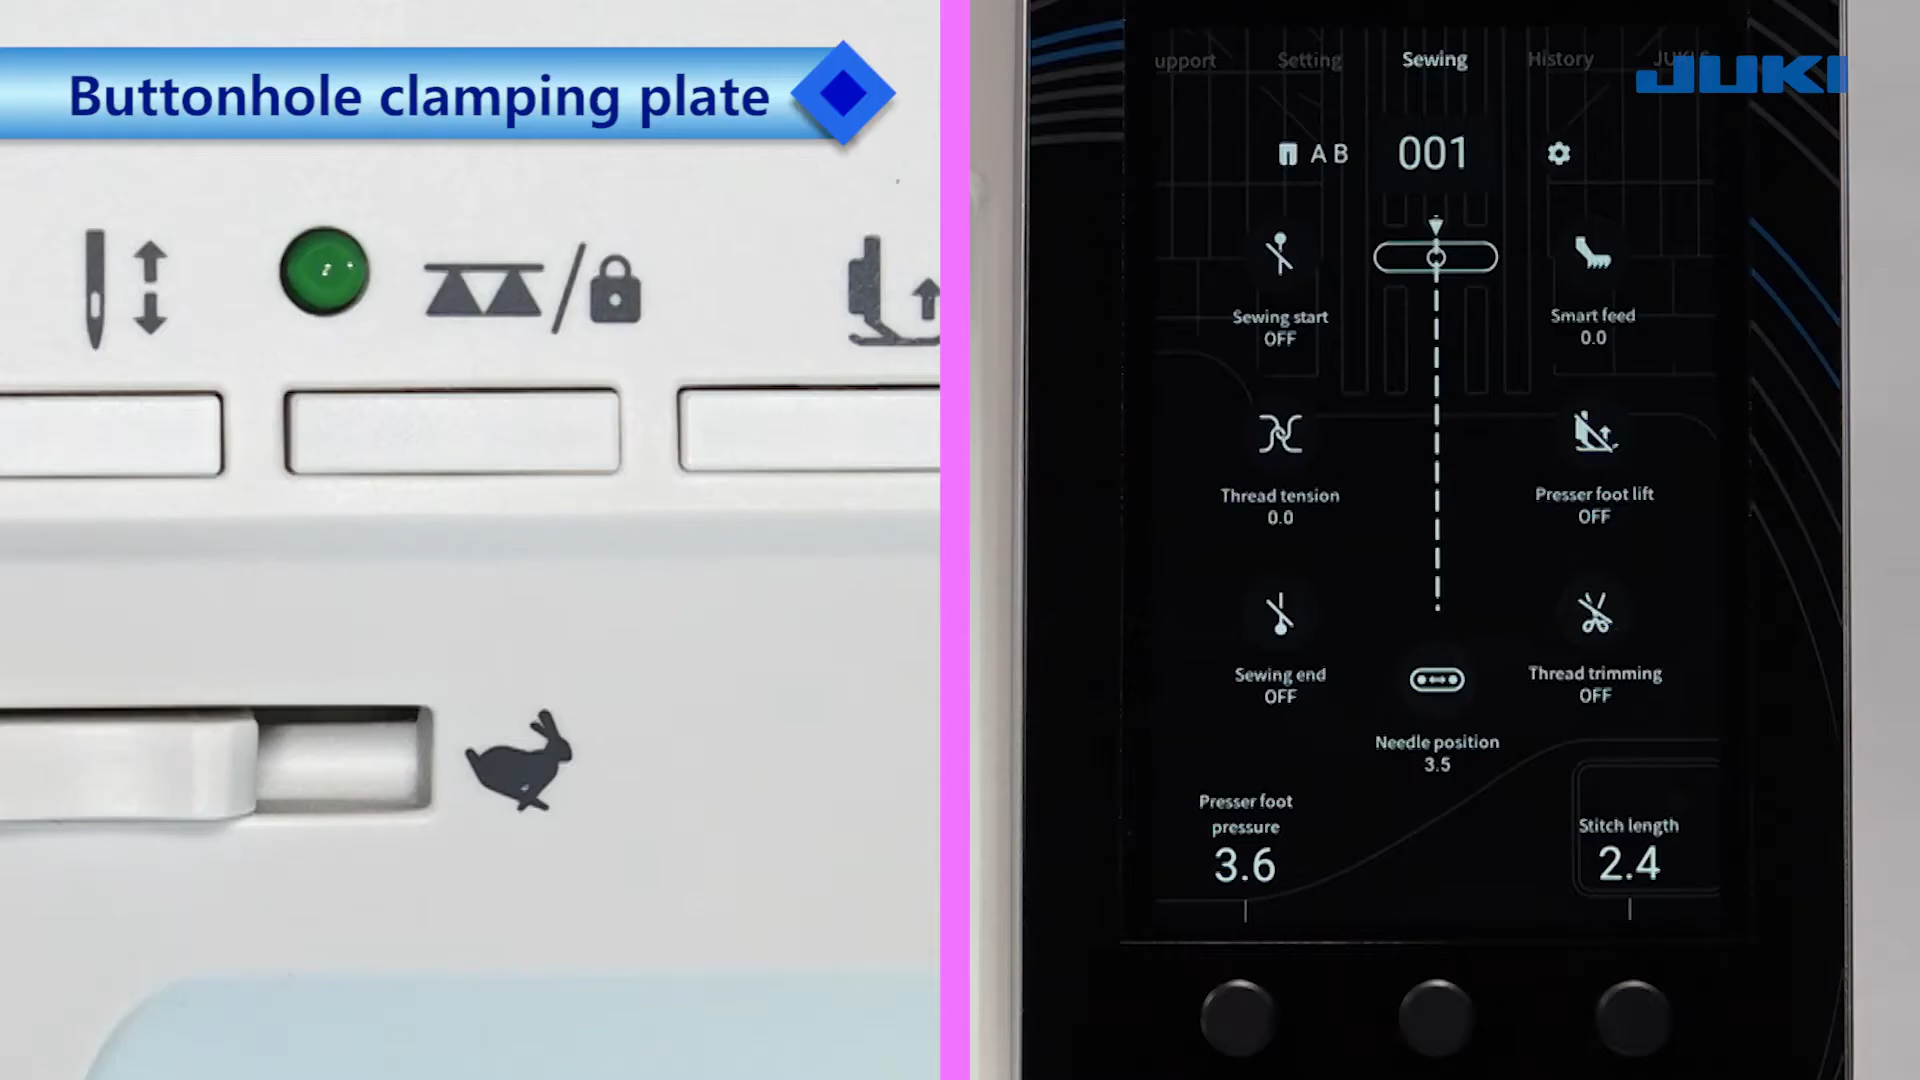 Buttonhole clamping plate
upport Setting Sewing History JUKI S
JUKI
A B 001
Sewing start
OFF
Smart feed
0.0
Thread tension
0.0
Presser foot lift
OFF
Sewing end
OFF
Thread trimming
OFF
Needle position
3.5
Presser foot
pressure
3.6
Stitch length
2.4